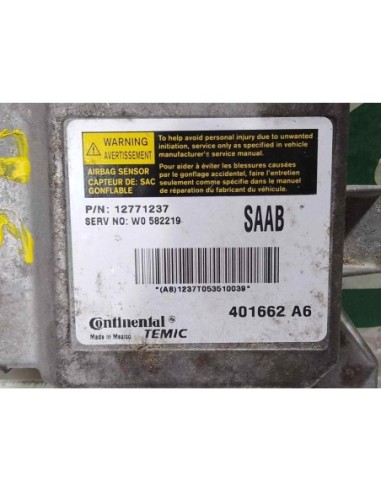 WARNING
AVERTISSEMENT
AIRBAG SENSOR
CAPTEUR DE: SAC
GONFLABLE
To help avoid personal injury due to unwanted
initiation, service only as specified in vehicle
manufacturer's service manual.
Pour aider à éviter les blessures causées
par le gonflage accidental, faire l'entretien
seulement comme stipulé dans le manuel
de réparation du fabricant du véhicule.
P/N: 12771237
SERV NO: W0 582219
SAAB
*(A8)1237T053510039*
401662 A6
Continental
TEMIC
Made in Mexico